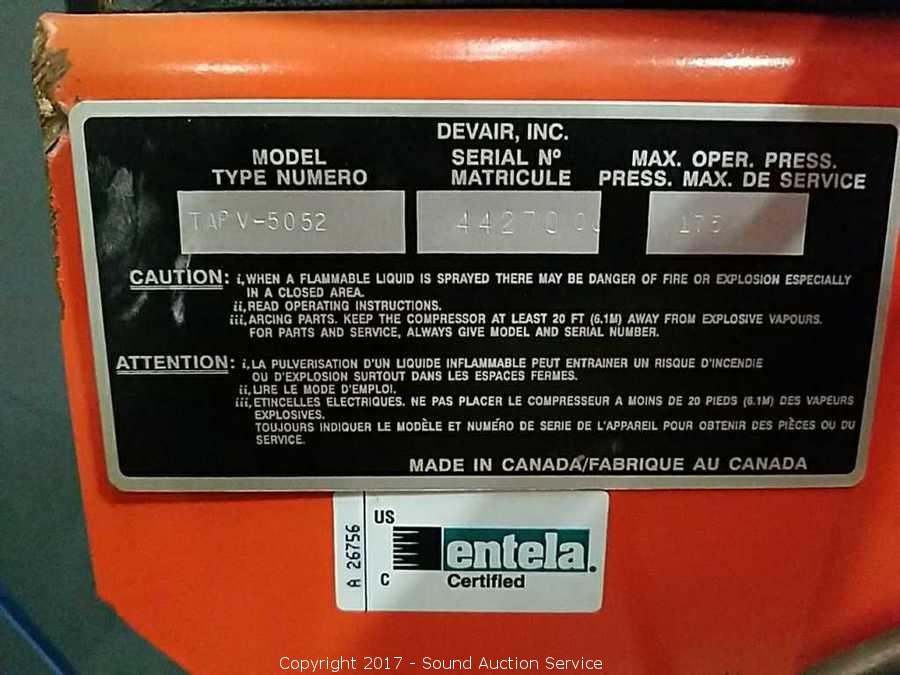 DEVAIR, INC.
MODEL
TYPE NUMERO
SERIAL Nº
MATRICULE
MAX. OPER. PRESS.
PRESS. MAX. DE SERVICE
TAPV-5052
175
CAUTION: i, WHEN A FLAMMABLE LIQUID IS SPRAYED THERE MAY BE DANGER OF FIRE OR EXPLOSION ESPECIALLY
IN A CLOSED AREA.
ii, READ OPERATING INSTRUCTIONS.
iii, ARCING PARTS. KEEP THE COMPRESSOR AT LEAST 20 FT (6.1M) AWAY FROM EXPLOSIVE VAPOURS.
FOR PARTS AND SERVICE, ALWAYS GIVE MODEL AND SERIAL NUMBER.
ATTENTION: i, LA PULVERISATION D'UN LIQUIDE INFLAMMABLE PEUT ENTRAINER UN RISQUE D'INCENDIE
OU D'EXPLOSION SURTOUT DANS LES ESPACES FERMES.
ii, LIRE LE MODE D'EMPLOI.
iii, ETINCELLES ELECTRIQUES. NE PAS PLACER LE COMPRESSEUR A MOINS DE 20 PIEDS (6.1M) DES VAPEURS
EXPLOSIVES.
TOUJOURS INDIQUER LE MODÈLE ET NUMÉRO DE SERIE DE L'APPAREIL POUR OBTENIR DES PIÈCES OU DU
SERVICE.
MADE IN CANADA/FABRIQUE AU CANADA
A 26756
US
C
entela.
Certified
Copyright 2017 - Sound Auction Service